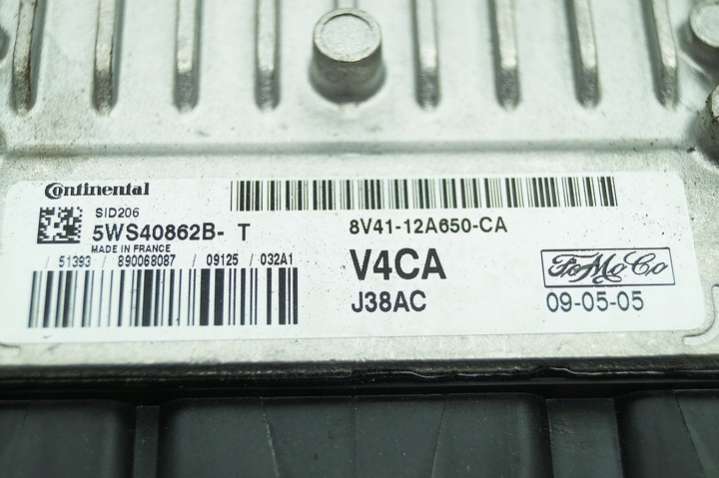 Continental
SID206
5WS40862B- T
MADE IN FRANCE
/ 51393 / 890068087 / 09125 / 032A1
8V41-12A650-CA
V4CA
J38AC
FoMoCo
09-05-05